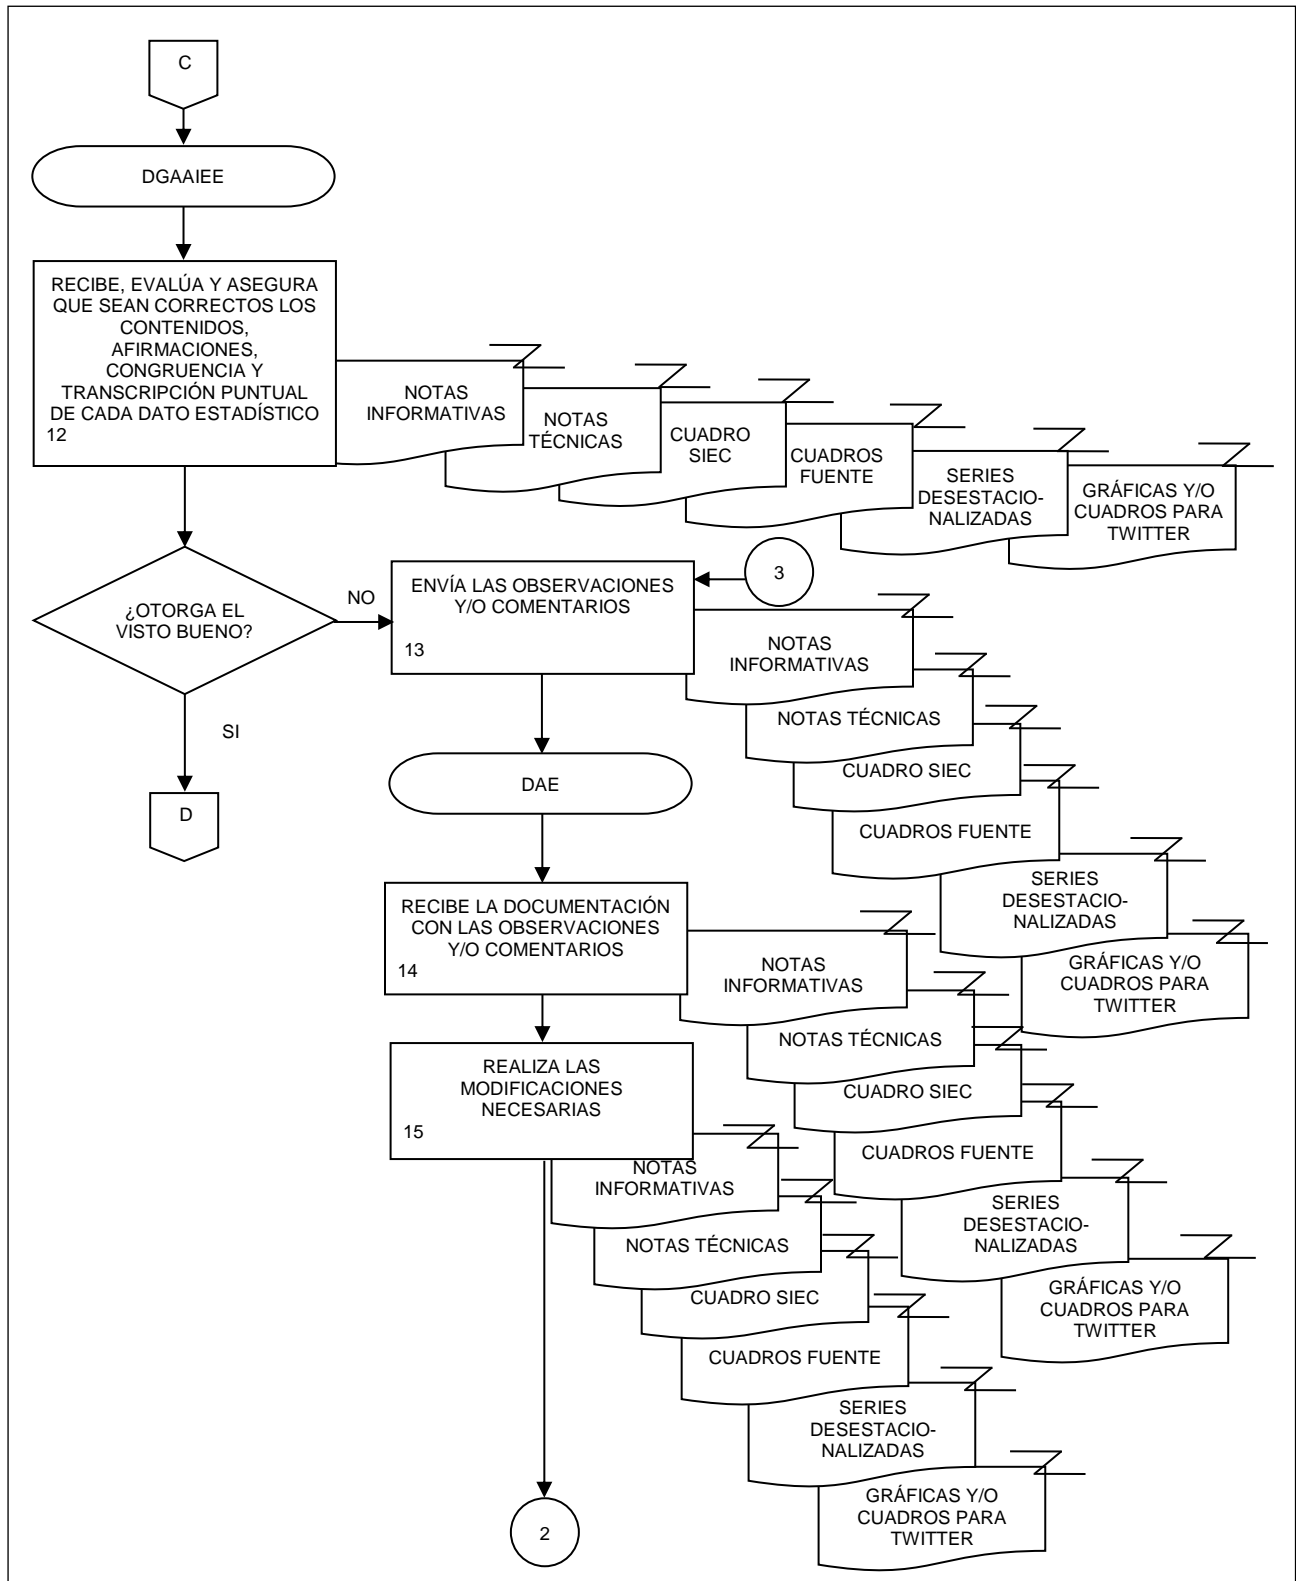 C
DGAAIEE
RECIBE, EVALÚA Y ASEGURA
QUE SEAN CORRECTOS LOS
CONTENIDOS,
AFIRMACIONES,
CONGRUENCIA Y
TRANSCRIPCIÓN PUNTUAL
DE CADA DATO ESTADÍSTICO
12
NOTAS
INFORMATIVAS
NOTAS
TÉCNICAS
CUADRO
SIEC
CUADROS
FUENTE
SERIES
DESESTACIO-
NALIZADAS
GRÁFICAS Y/O
CUADROS PARA
TWITTER
¿OTORGA EL
VISTO BUENO?
NO
SI
D
ENVÍA LAS OBSERVACIONES
Y/O COMENTARIOS
13
3
NOTAS
INFORMATIVAS
NOTAS TÉCNICAS
CUADRO SIEC
CUADROS FUENTE
SERIES
DESESTACIO-
NALIZADAS
GRÁFICAS Y/O
CUADROS PARA
TWITTER
DAE
RECIBE LA DOCUMENTACIÓN
CON LAS OBSERVACIONES
Y/O COMENTARIOS
14
NOTAS
INFORMATIVAS
NOTAS TÉCNICAS
CUADRO SIEC
CUADROS FUENTE
SERIES
DESESTACIO-
NALIZADAS
GRÁFICAS Y/O
CUADROS PARA
TWITTER
REALIZA LAS
MODIFICACIONES
NECESARIAS
15
NOTAS
INFORMATIVAS
NOTAS TÉCNICAS
CUADRO SIEC
CUADROS FUENTE
SERIES
DESESTACIO-
NALIZADAS
GRÁFICAS Y/O
CUADROS PARA
TWITTER
2